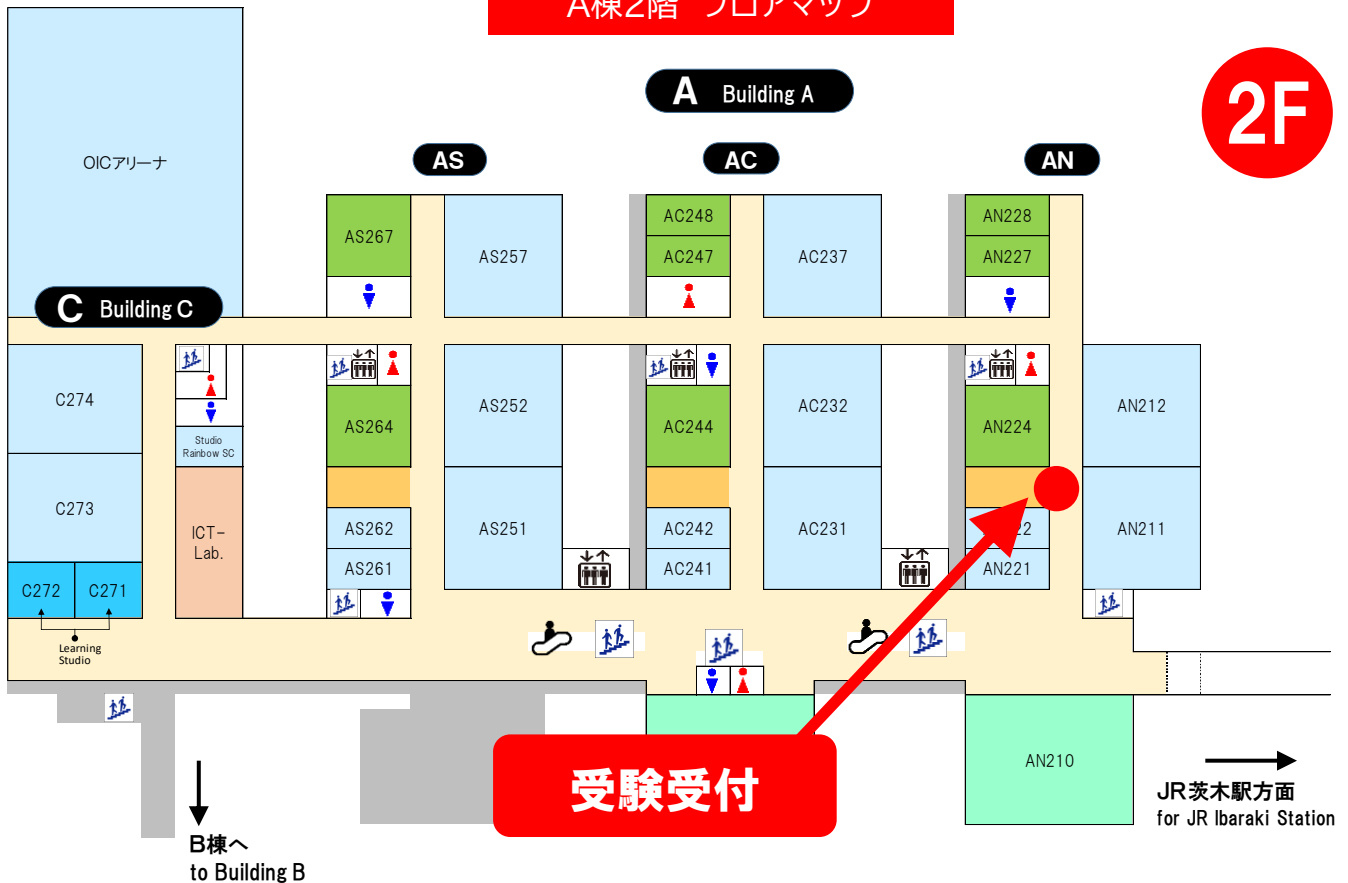 A棟2階 フロアマップ
A Building A
2F
OICアリーナ
AS
AC
AN
AS267
AS257
AC248
AC247
AC237
AN228
AN227
C Building C
C274
Studio
Rainbow SC
AS264
AS252
AC244
AC232
AN224
AN212
C273
ICT-
Lab.
AS262
AS251
AC242
AC231
22
AN211
AS261
AC241
AN221
C272
C271
Learning
Studio
受験受付
AN210
JR茨木駅方面
for JR Ibaraki Station
B棟へ
to Building B